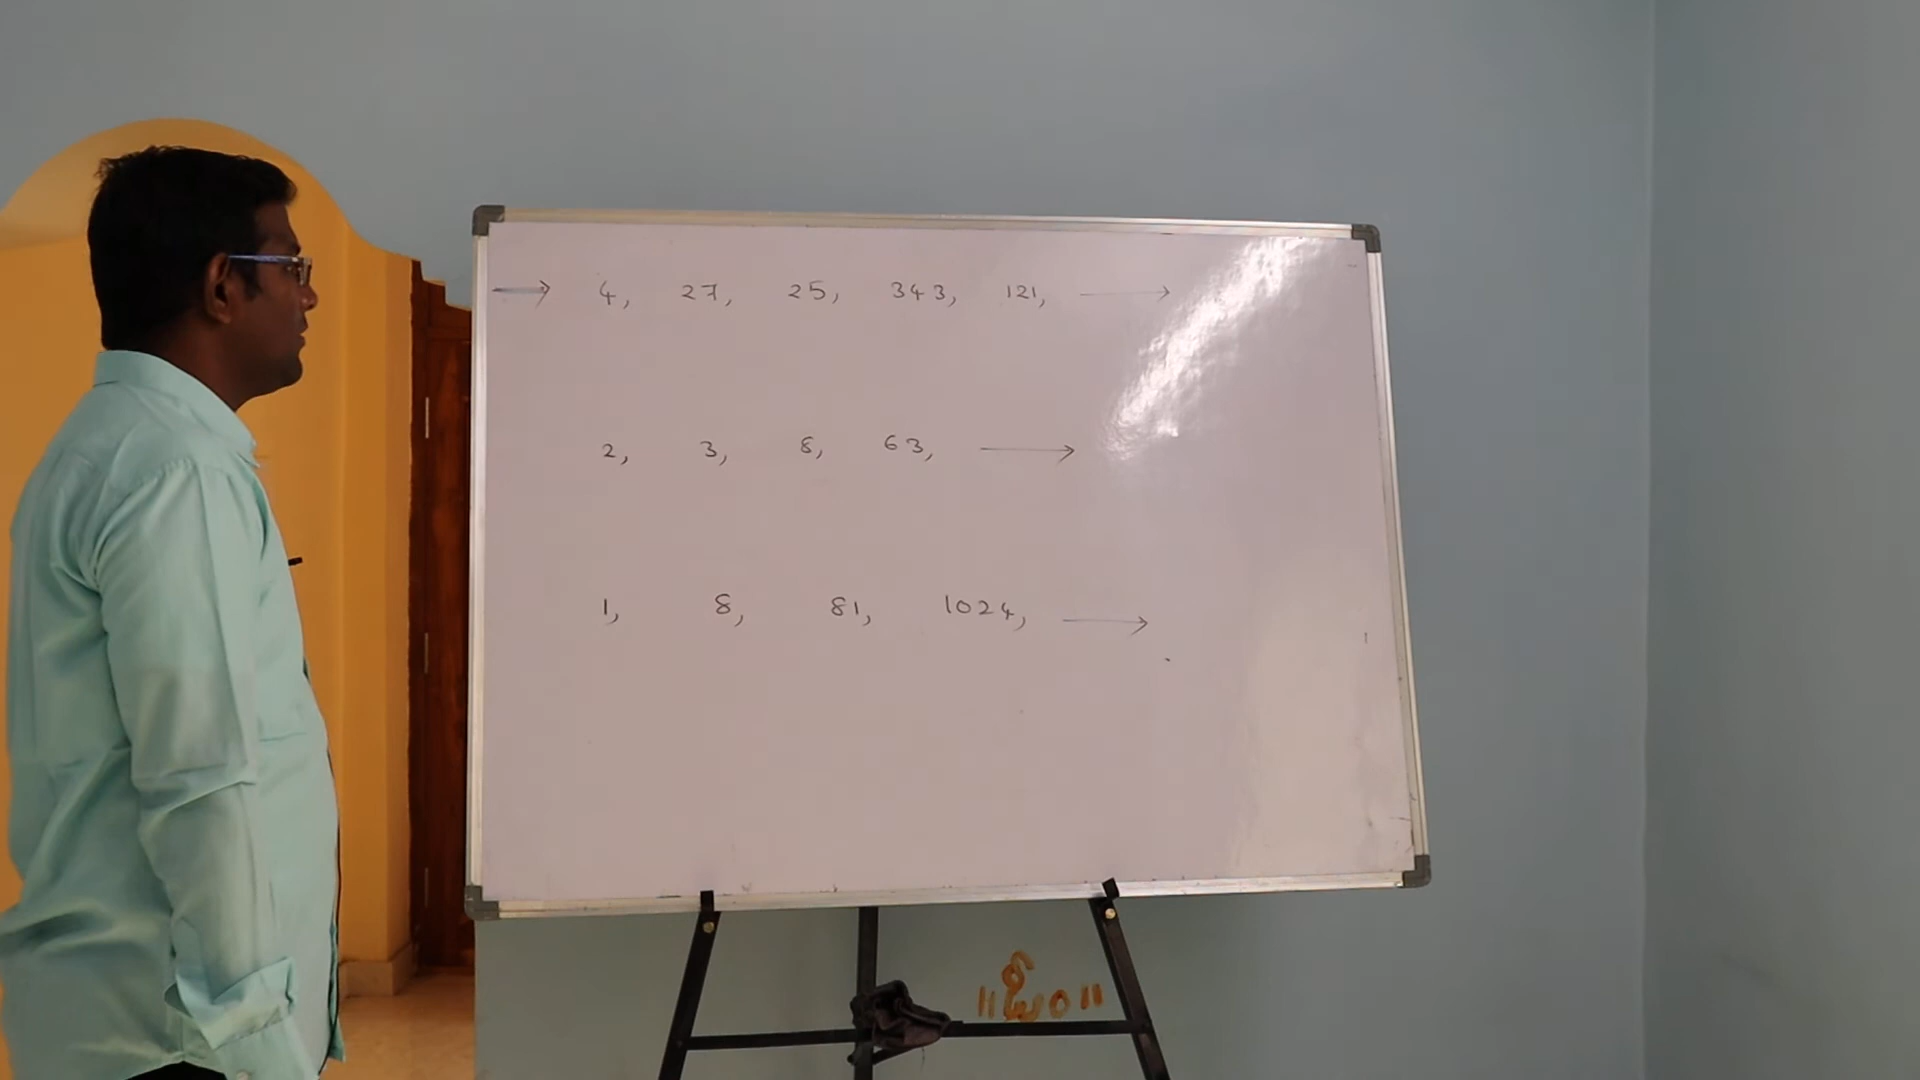 → 4, 27, 25, 343, 121, →
2, 3, 8, 63, →
1, 8, 81, 1024, →